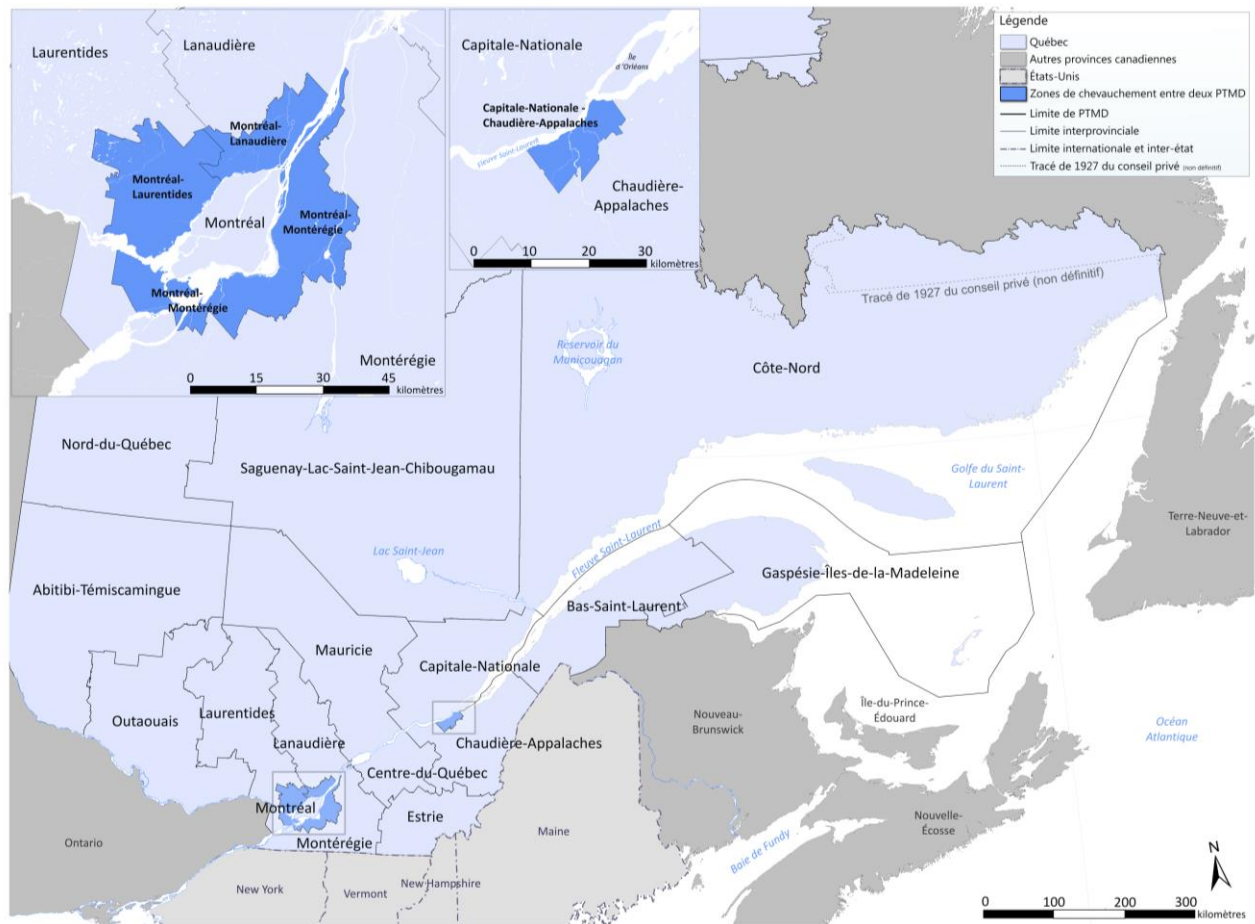 Laurentides
Lanaudière
Montréal-
Lanaudière
Montréal-
Laurentides
Montréal
Montréal-
Montérégie
Montréal-
Montérégie
Montérégie
0 15 30 45
kilomètres
Capitale-Nationale
Île
d'Orléans
Capitale-Nationale -
Chaudière-Appalaches
Fleuve Saint-Laurent
Chaudière-
Appalaches
0 10 20 30
kilomètres
Légende
Québec
Autres provinces canadiennes
États-Unis
Zones de chevauchement entre deux PTMD
Limite de PTMD
Limite interprovinciale
Limite internationale et inter-état
Tracé de 1927 du conseil privé (non définitif)
Tracé de 1927 du conseil privé (non définitif)
Réservoir du
Manicouagan
Côte-Nord
Nord-du-Québec
Saguenay-Lac-Saint-Jean-Chibougamau
Golfe du Saint-
Laurent
Terre-Neuve-et-
Labrador
Lac Saint-Jean
Fleuve Saint-Laurent
Abitibi-Témiscamingue
Gaspésie-Îles-de-la-Madeleine
Bas-Saint-Laurent
Mauricie
Capitale-Nationale
Outaouais
Laurentides
Lanaudière
Chaudière-Appalaches
Centre-du-Québec
Montréal
Estrie
Montérégie
Nouveau-
Brunswick
Île-du-Prince-
Édouard
Océan
Atlantique
Ontario
Maine
Nouvelle-
Écosse
Baie de Fundy
New York
Vermont
New Hampshire
N
0 100 200 300
kilomètres